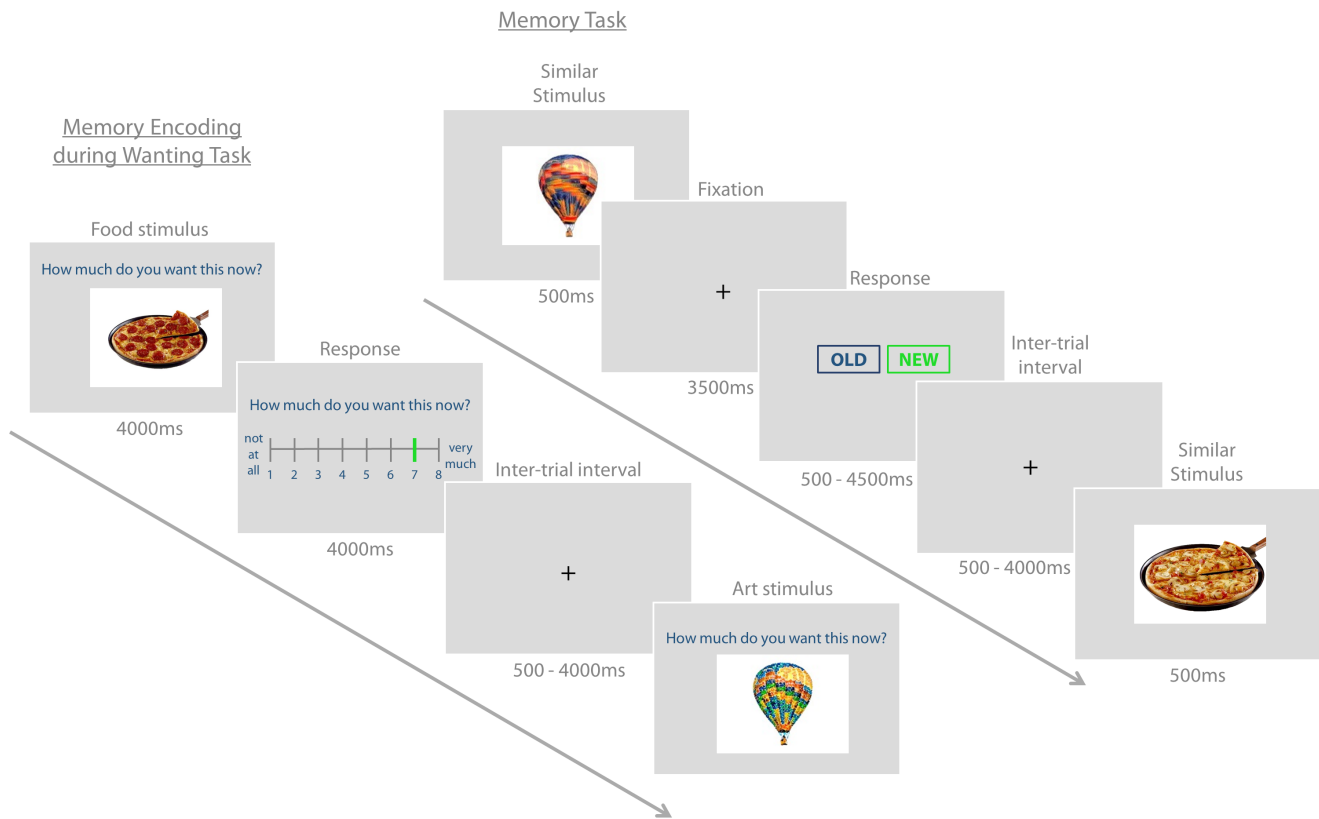 Memory Encoding
during Wanting Task
Food stimulus
How much do you want this now?
4000ms
Response
How much do you want this now?
not
at
all
very
much
1 2 3 4 5 6 7 8
4000ms
Inter-trial interval
+
500 - 4000ms
Art stimulus
How much do you want this now?
Memory Task
Similar
Stimulus
500ms
Fixation
+
3500ms
Response
OLD NEW
500 - 4500ms
Inter-trial
interval
+
500 - 4000ms
Similar
Stimulus
500ms